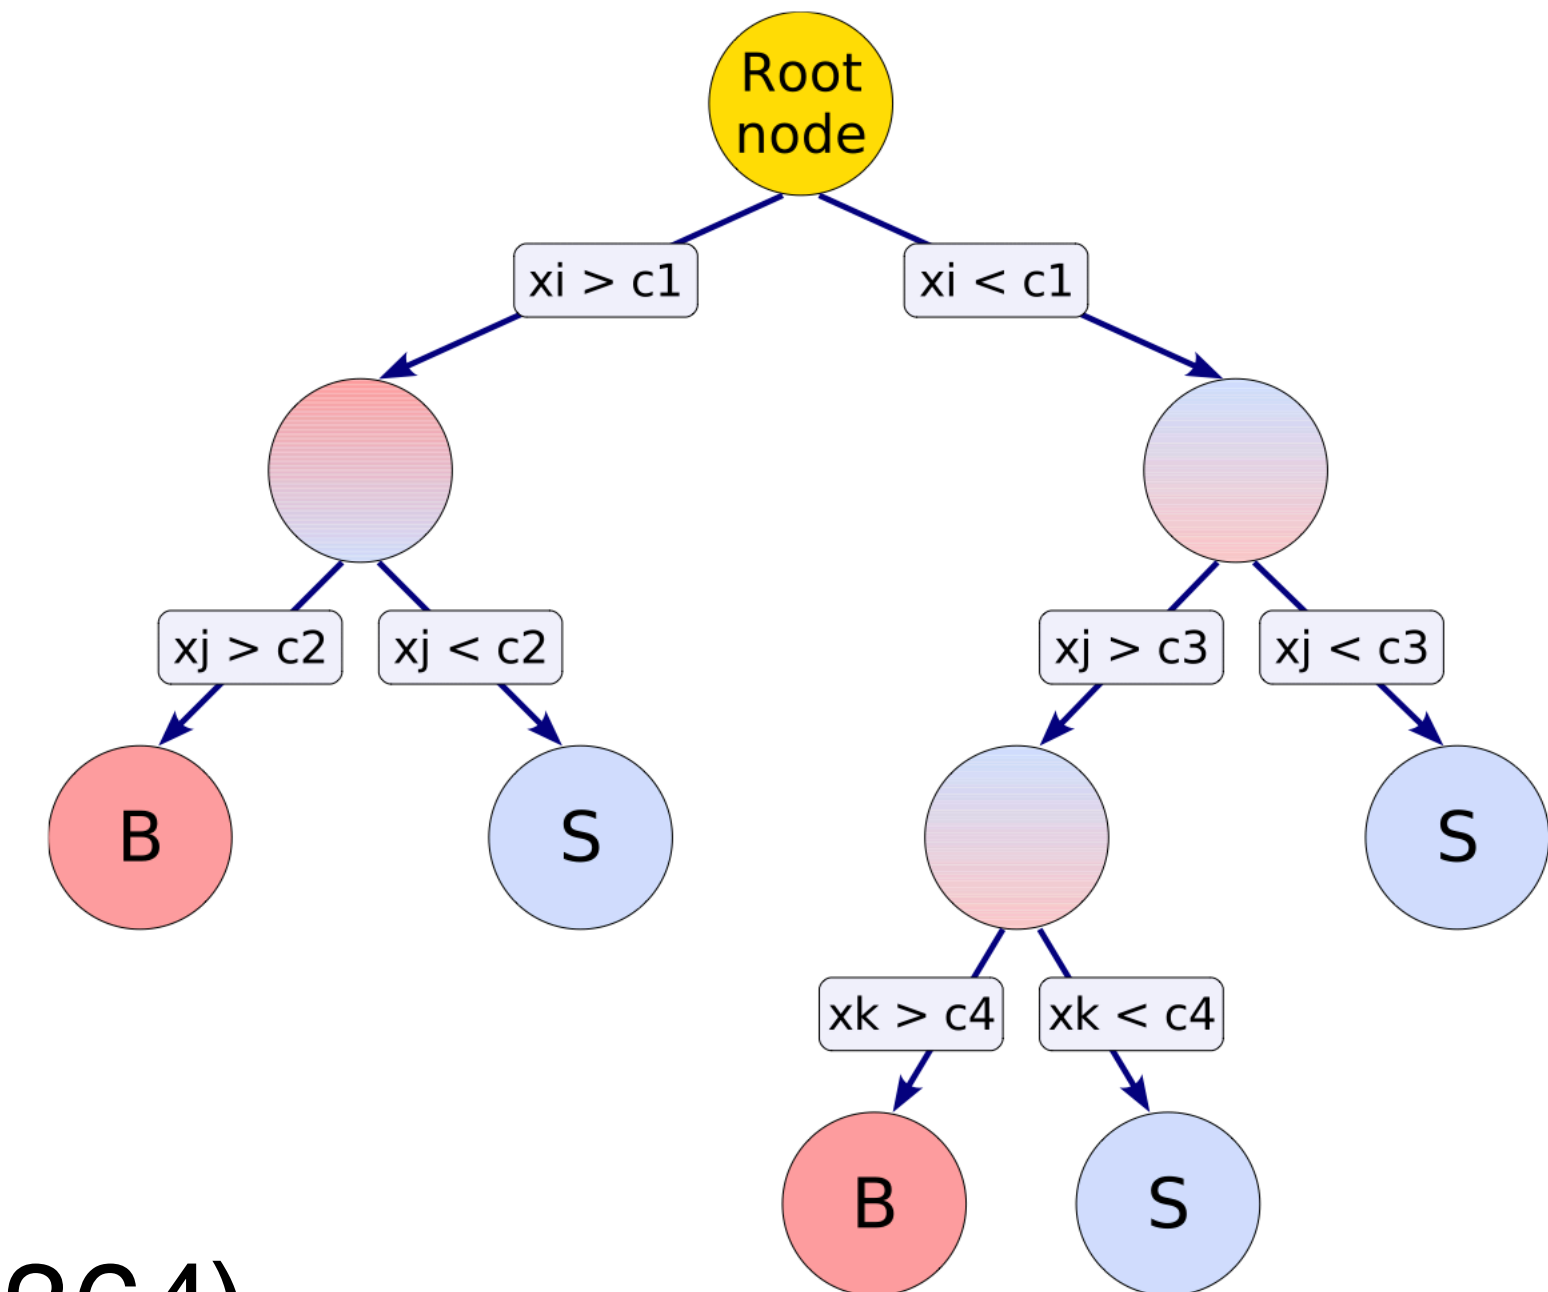 Root
node
xi > c1
xi < c1
xj > c2
xj < c2
xj > c3
xj < c3
B
S
S
xk > c4
xk < c4
B
S